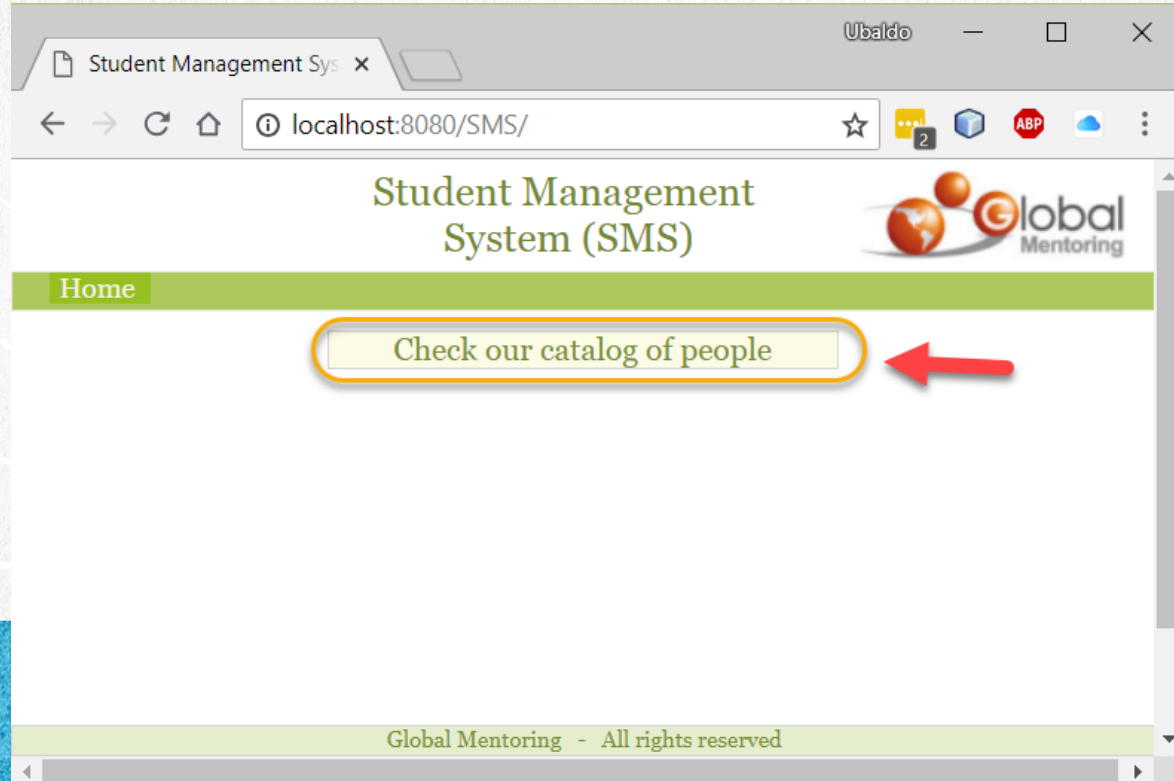 Ubaldo
Student Management Sys
localhost:8080/SMS/
2
ABP
Student Management
System (SMS)
Global
Mentoring
Home
Check our catalog of people
Global Mentoring - All rights reserved